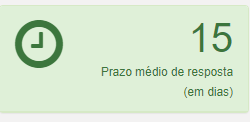 15
Prazo médio de resposta
(em dias)